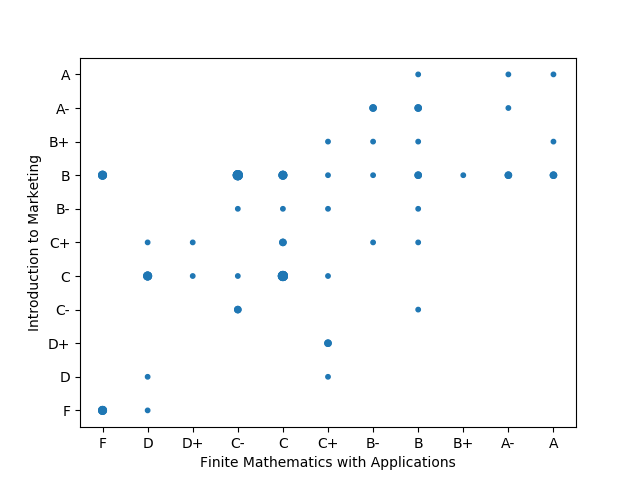 Introduction to Marketing
A
A-
B+
B
B-
C+
C
C-
D+
D
F
F D D+ C- C C+ B- B B+ A- A
Finite Mathematics with Applications